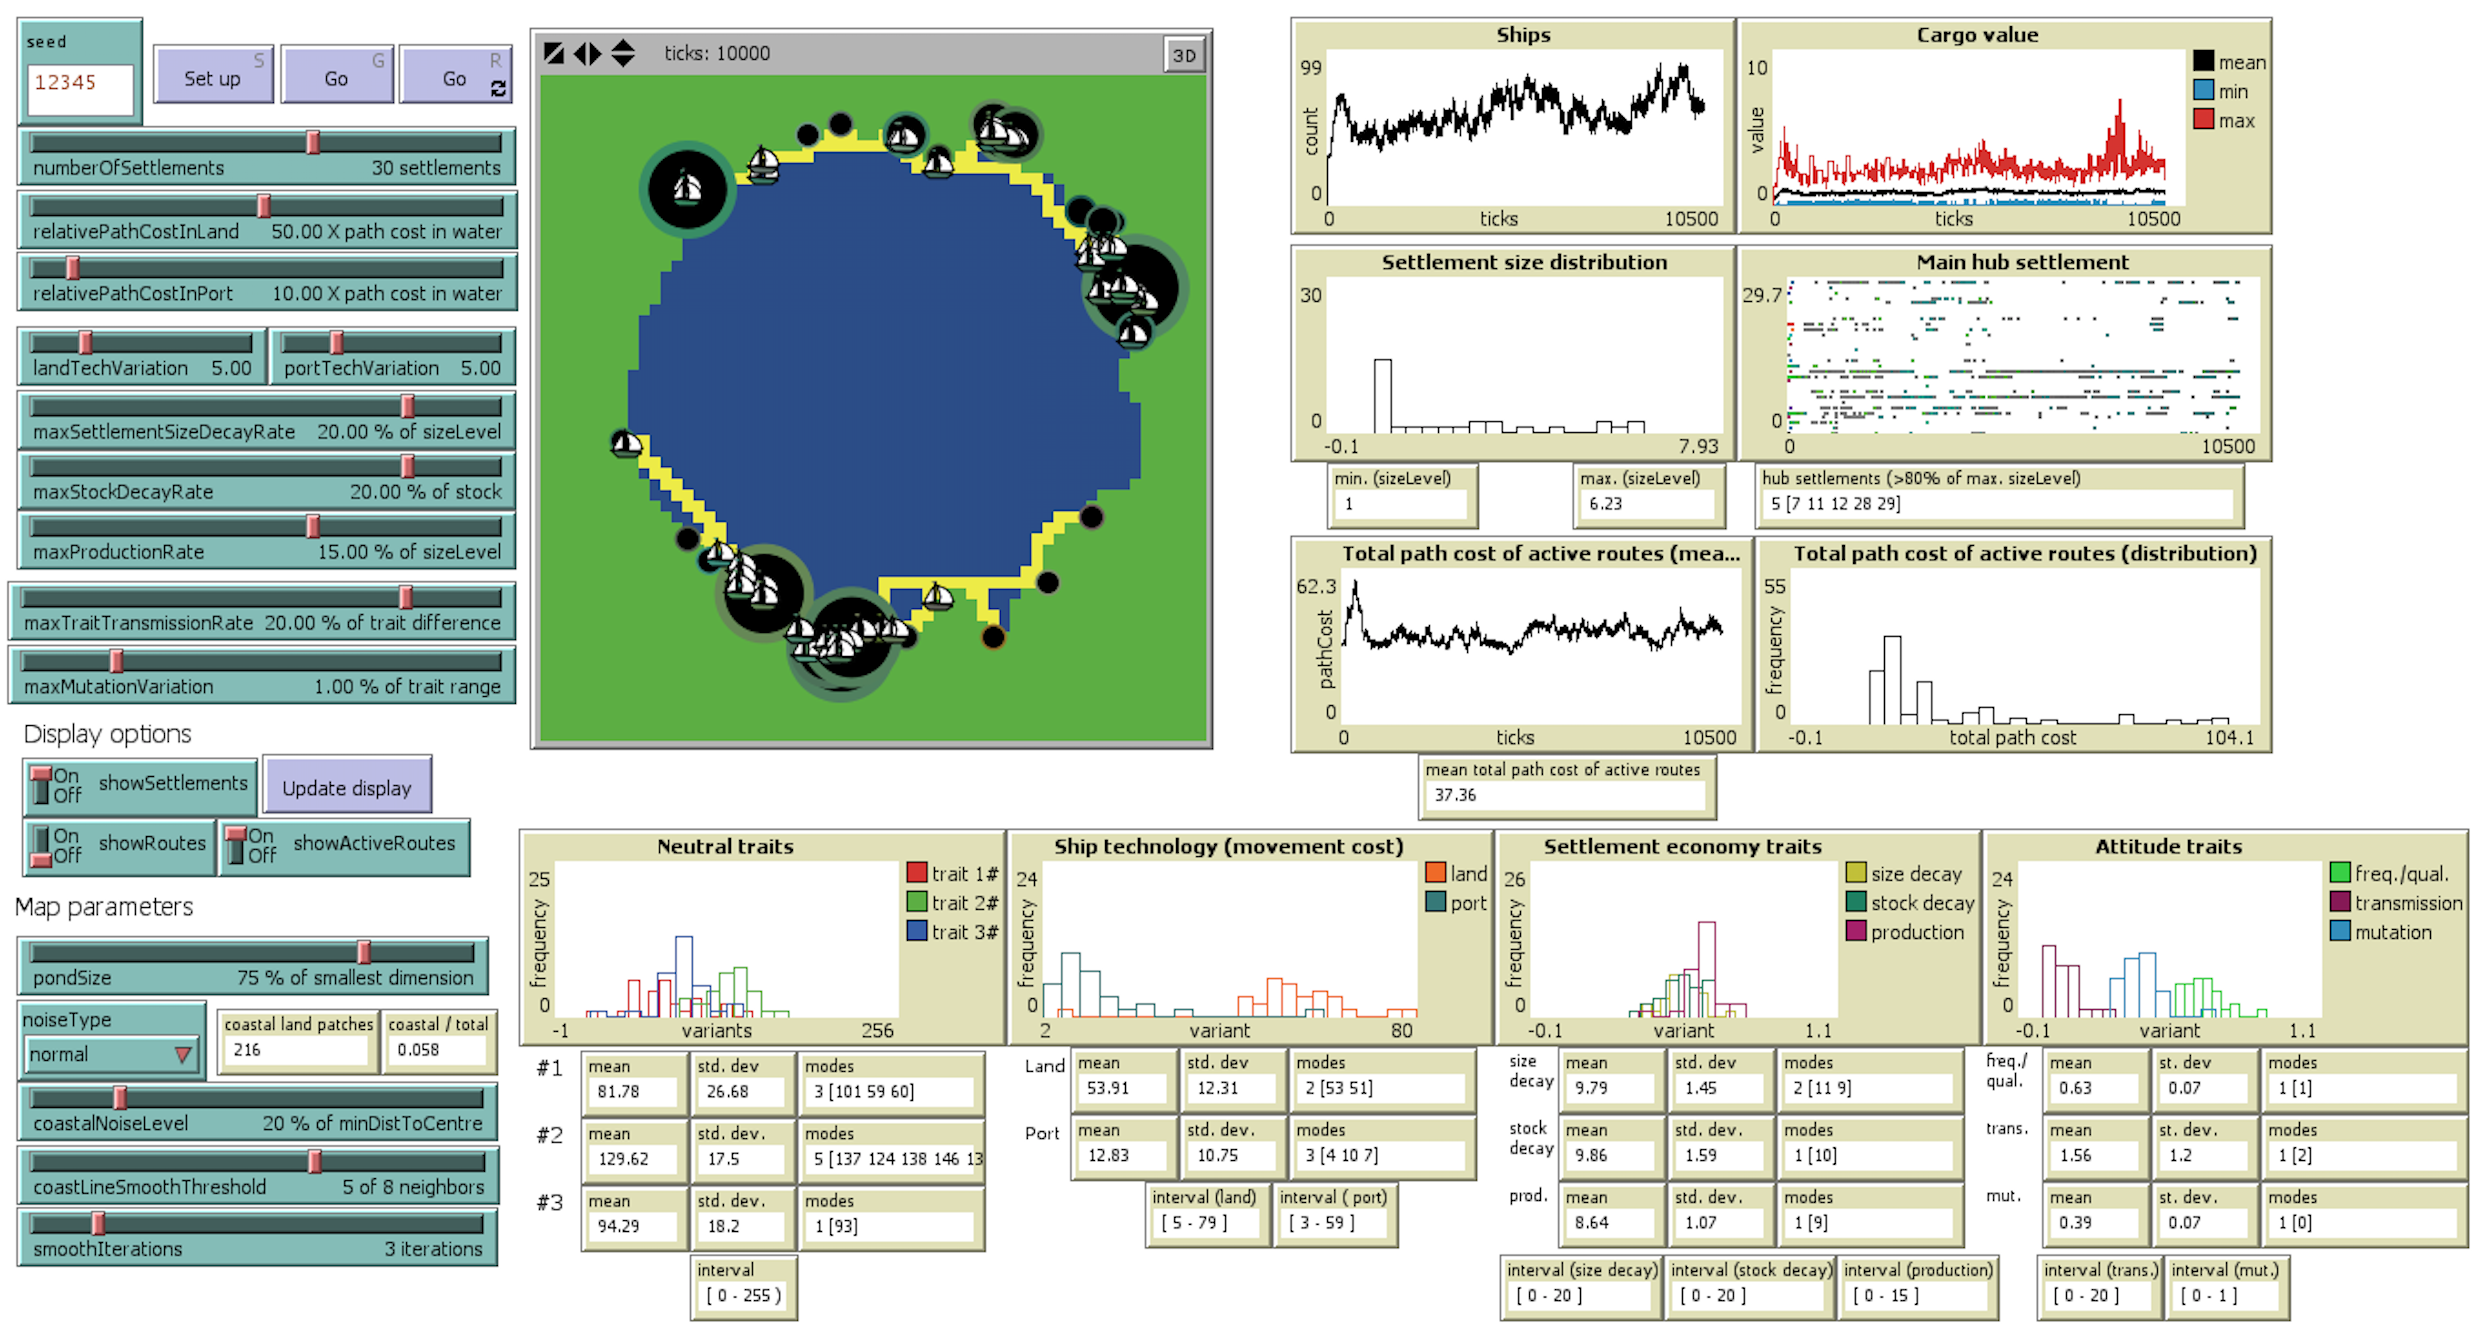 seed
12345
Set up S
Go G
Go R
numberOfSettlements 30 settlements
relativePathCostInLand 50.00 X path cost in water
relativePathCostInPort 10.00 X path cost in water
landTechVariation 5.00
portTechVariation 5.00
maxSettlementSizeDecayRate 20.00 % of sizeLevel
maxStockDecayRate 20.00 % of stock
maxProductionRate 15.00 % of sizeLevel
maxTraitTransmissionRate 20.00 % of trait difference
maxMutationVariation 1.00 % of trait range
Display options
On
Off
showSettlements
Update display
On
Off
showRoutes
On
Off
showActiveRoutes
Map parameters
pondSize 75 % of smallest dimension
noiseType
normal
coastal land patches
216
coastal / total
0.058
coastalNoiseLevel 20 % of minDistToCentre
coastLineSmoothThreshold 5 of 8 neighbors
smoothIterations 3 iterations
ticks: 10000
3D
Ships
99
count
0
0 ticks 10500
Cargo value
10
value
0
0 ticks 10500
mean
min
max
Settlement size distribution
30
0
-0.1 7.93
min. (sizeLevel)
1
max. (sizeLevel)
6.23
Main hub settlement
29.7
0
0 10500
hub settlements (>80% of max. sizeLevel)
5 [7 11 12 28 29]
Total path cost of active routes (mea...
62.3
pathCost
0
0 ticks 10500
mean total path cost of active routes
37.36
Total path cost of active routes (distribution)
55
frequency
0
-0.1 total path cost 104.1
Neutral traits
25
frequency
0
-1 variants 256
trait 1#
trait 2#
trait 3#
#1
mean
81.78
std. dev
26.68
modes
3 [101 59 60]
#2
mean
129.62
std. dev.
17.5
modes
5 [137 124 138 146 13
#3
mean
94.29
std. dev.
18.2
modes
1 [93]
interval
[ 0 - 255 )
Ship technology (movement cost)
24
frequency
0
2 variant 80
land
port
Land
mean
53.91
std. dev
12.31
modes
2 [53 51]
Port
mean
12.83
std. dev.
10.75
modes
3 [4 10 7]
interval (land)
[ 5 - 79 ]
interval ( port)
[ 3 - 59 ]
Settlement economy traits
26
frequency
0
-0.1 variant 1.1
size decay
stock decay
production
size
decay
mean
9.79
std. dev
1.45
modes
2 [11 9]
stock
decay
mean
9.86
std. dev.
1.59
modes
1 [10]
prod.
mean
8.64
std. dev.
1.07
modes
1 [9]
interval (size decay)
[ 0 - 20 ]
interval (stock decay)
[ 0 - 20 ]
interval (production)
[ 0 - 15 ]
Attitude traits
24
frequency
0
-0.1 variant 1.1
freq./qual.
transmission
mutation
freq./
qual.
mean
0.63
st. dev
0.07
modes
1 [1]
trans.
mean
1.56
st. dev.
1.2
modes
1 [2]
mut.
mean
0.39
st. dev.
0.07
modes
1 [0]
interval (trans.)
[ 0 - 20 ]
interval (mut.)
[ 0 - 1 ]